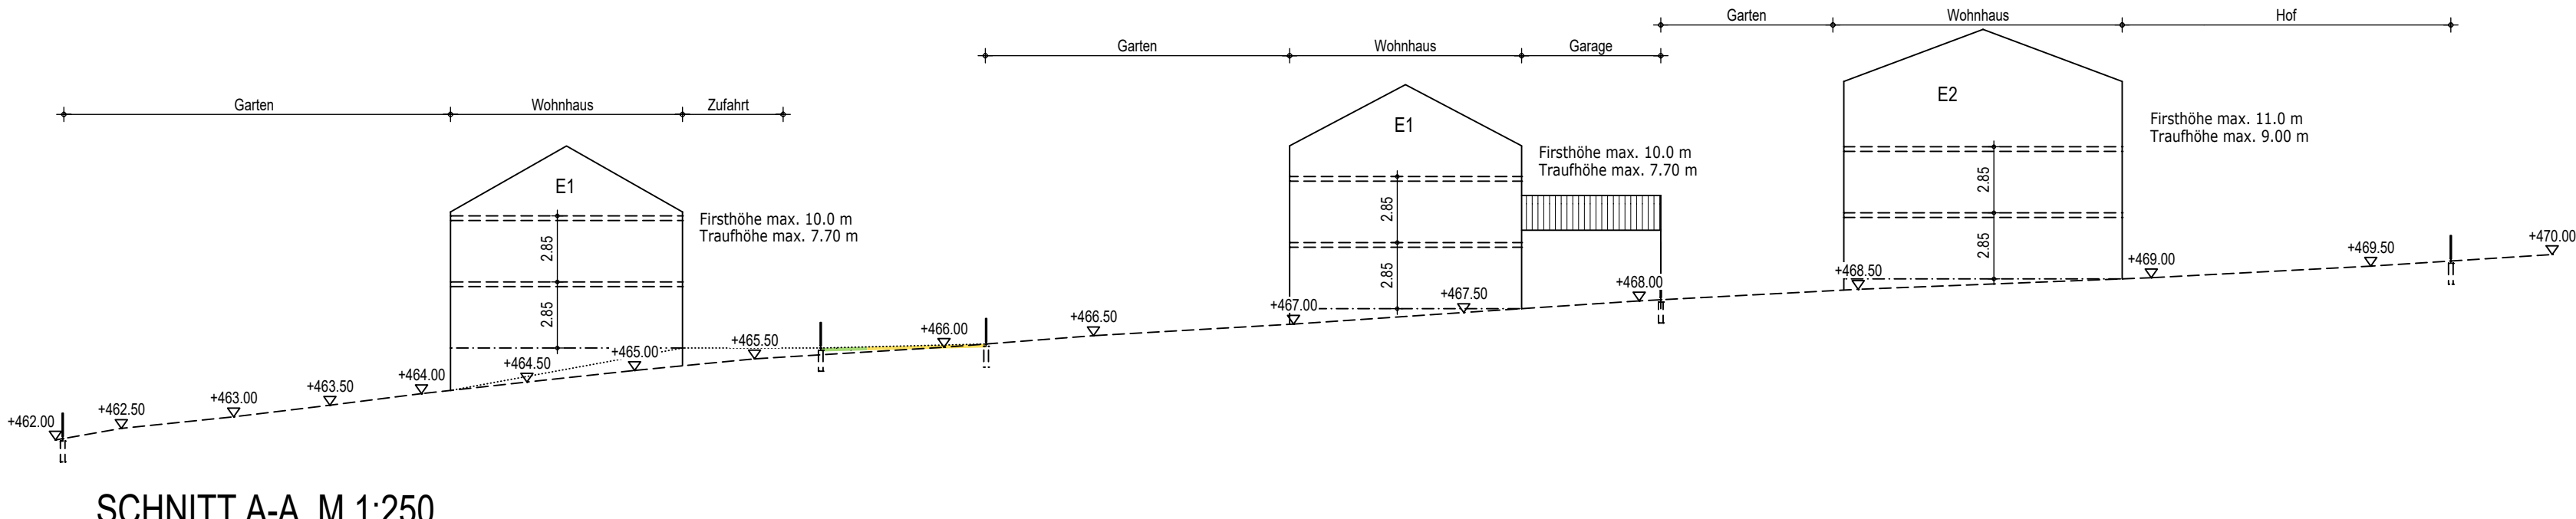 Garten Wohnhaus Hof
Garten Wohnhaus Garage
Garten Wohnhaus Zufahrt
E1
2.85
2.85
Firsthöhe max. 10.0 m
Traufhöhe max. 7.70 m
E1
2.85
2.85
Firsthöhe max. 10.0 m
Traufhöhe max. 7.70 m
E2
2.85
2.85
Firsthöhe max. 11.0 m
Traufhöhe max. 9.00 m
+462.00
+462.50
+463.00
+463.50
+464.00
+464.50
+465.00
+465.50
+466.00
+466.50
+467.00
+467.50
+468.00
+468.50
+469.00
+469.50
+470.00
SCHNITT A-A M 1:250